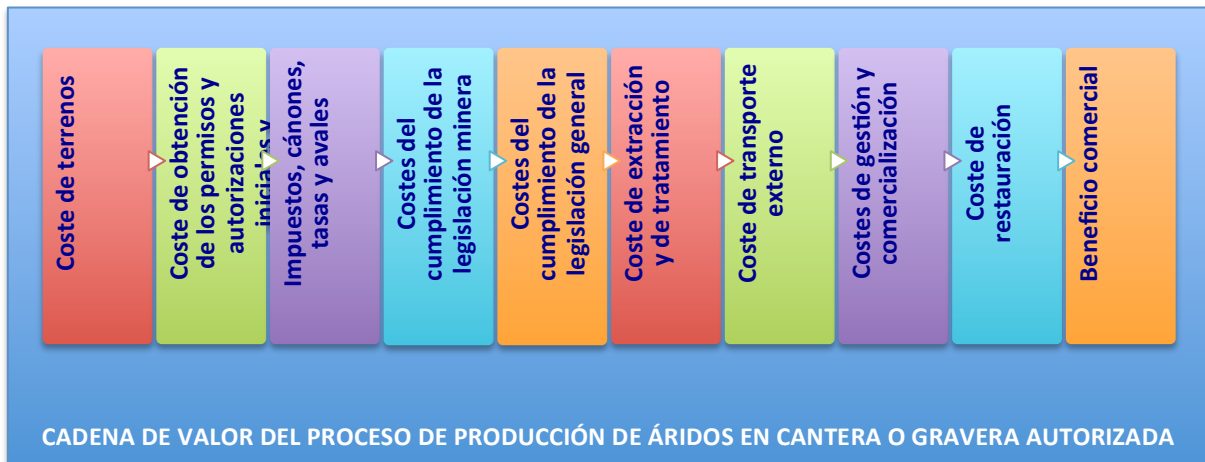 Coste de terrenos
Coste de obtención
de los permisos y
autorizaciones
iniciales y
Impuestos, cánones,
tasas y avales
Costes del
cumplimiento de la
legislación minera
Costes del
cumplimiento de la
legislación general
Coste de extracción
y de tratamiento
Coste de transporte
externo
Costes de gestión y
comercialización
Coste de
restauración
Beneficio comercial
CADENA DE VALOR DEL PROCESO DE PRODUCCIÓN DE ÁRIDOS EN CANTERA O GRAVERA AUTORIZADA